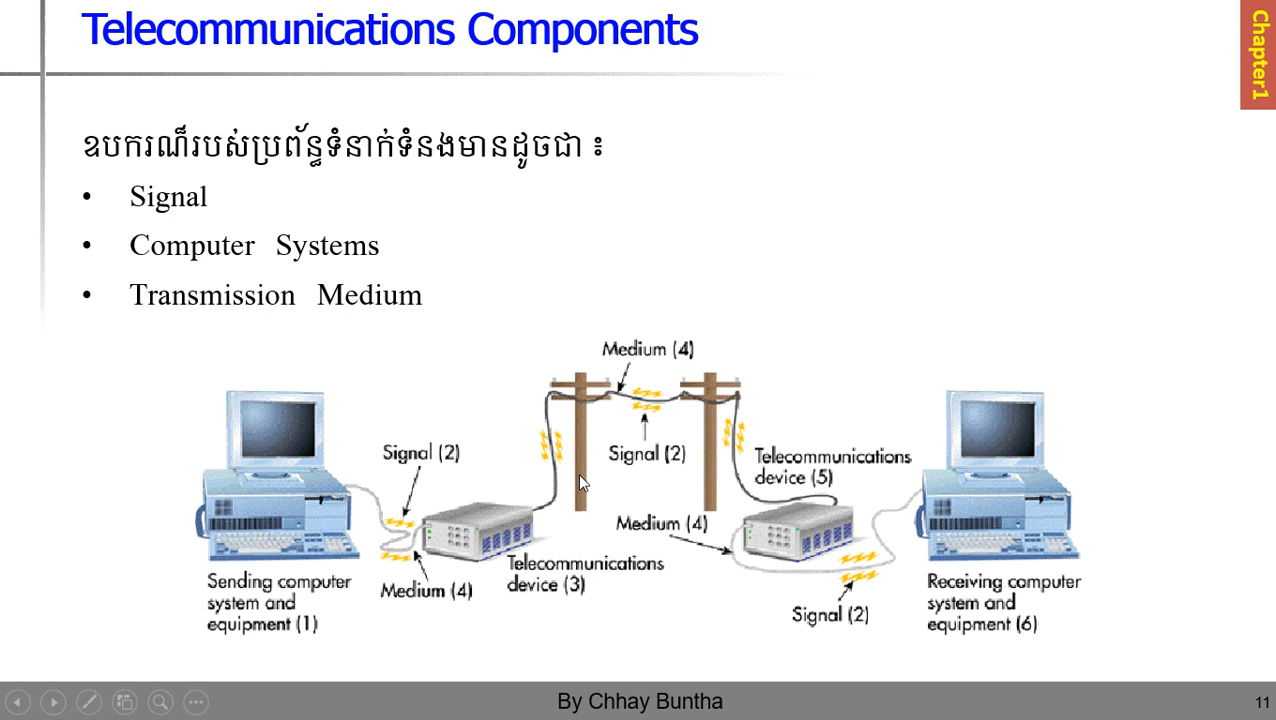 Telecommunications Components
Chapter1
ឧបករណ៏របស់ប្រព័ន្ធទំនាក់ទំនងមានដូចជា ៖
• Signal
• Computer Systems
• Transmission Medium
Medium (4)
Signal (2)
Signal (2)
Telecommunications
device (5)
Medium (4)
Telecommunications
device (3)
Medium (4)
Sending computer
system and
equipment (1)
Receiving computer
system and
equipment (6)
Signal (2)
By Chhay Buntha
11